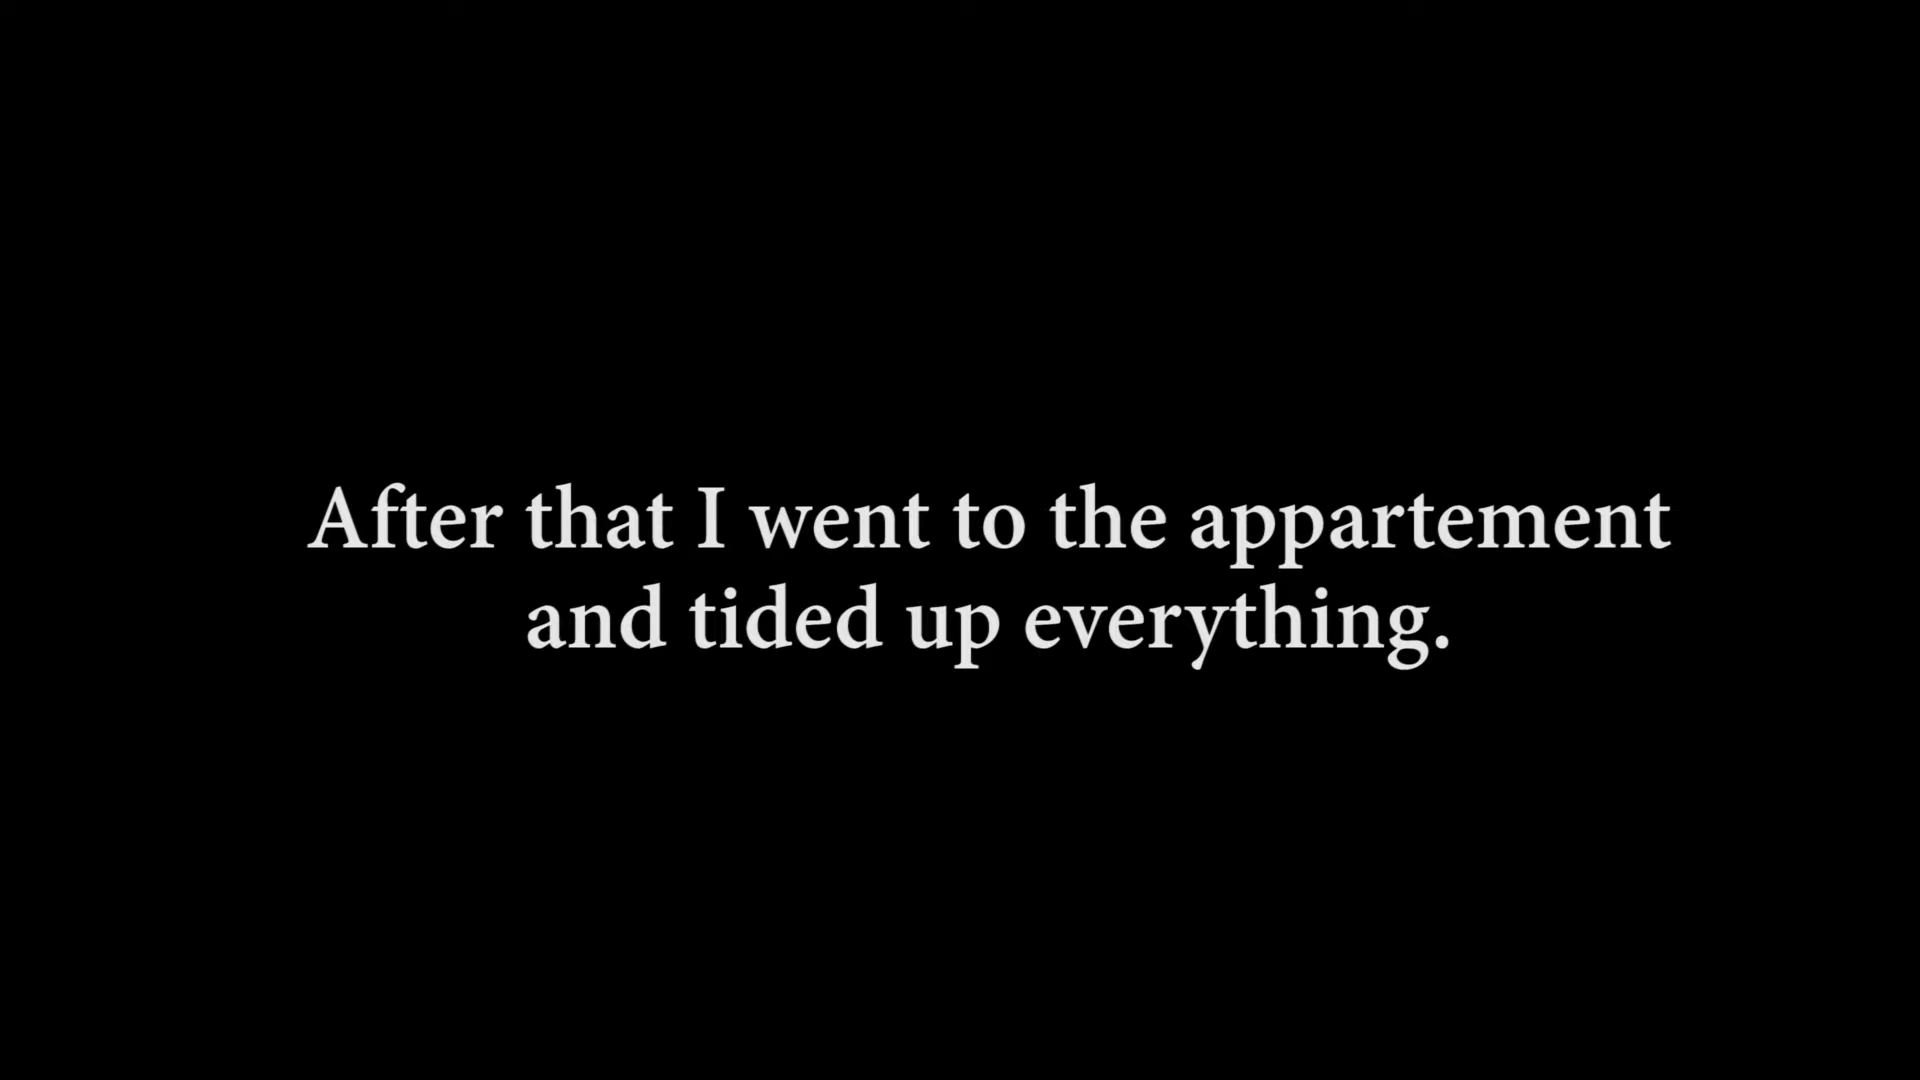 After that I went to the appartement
and tided up everything.